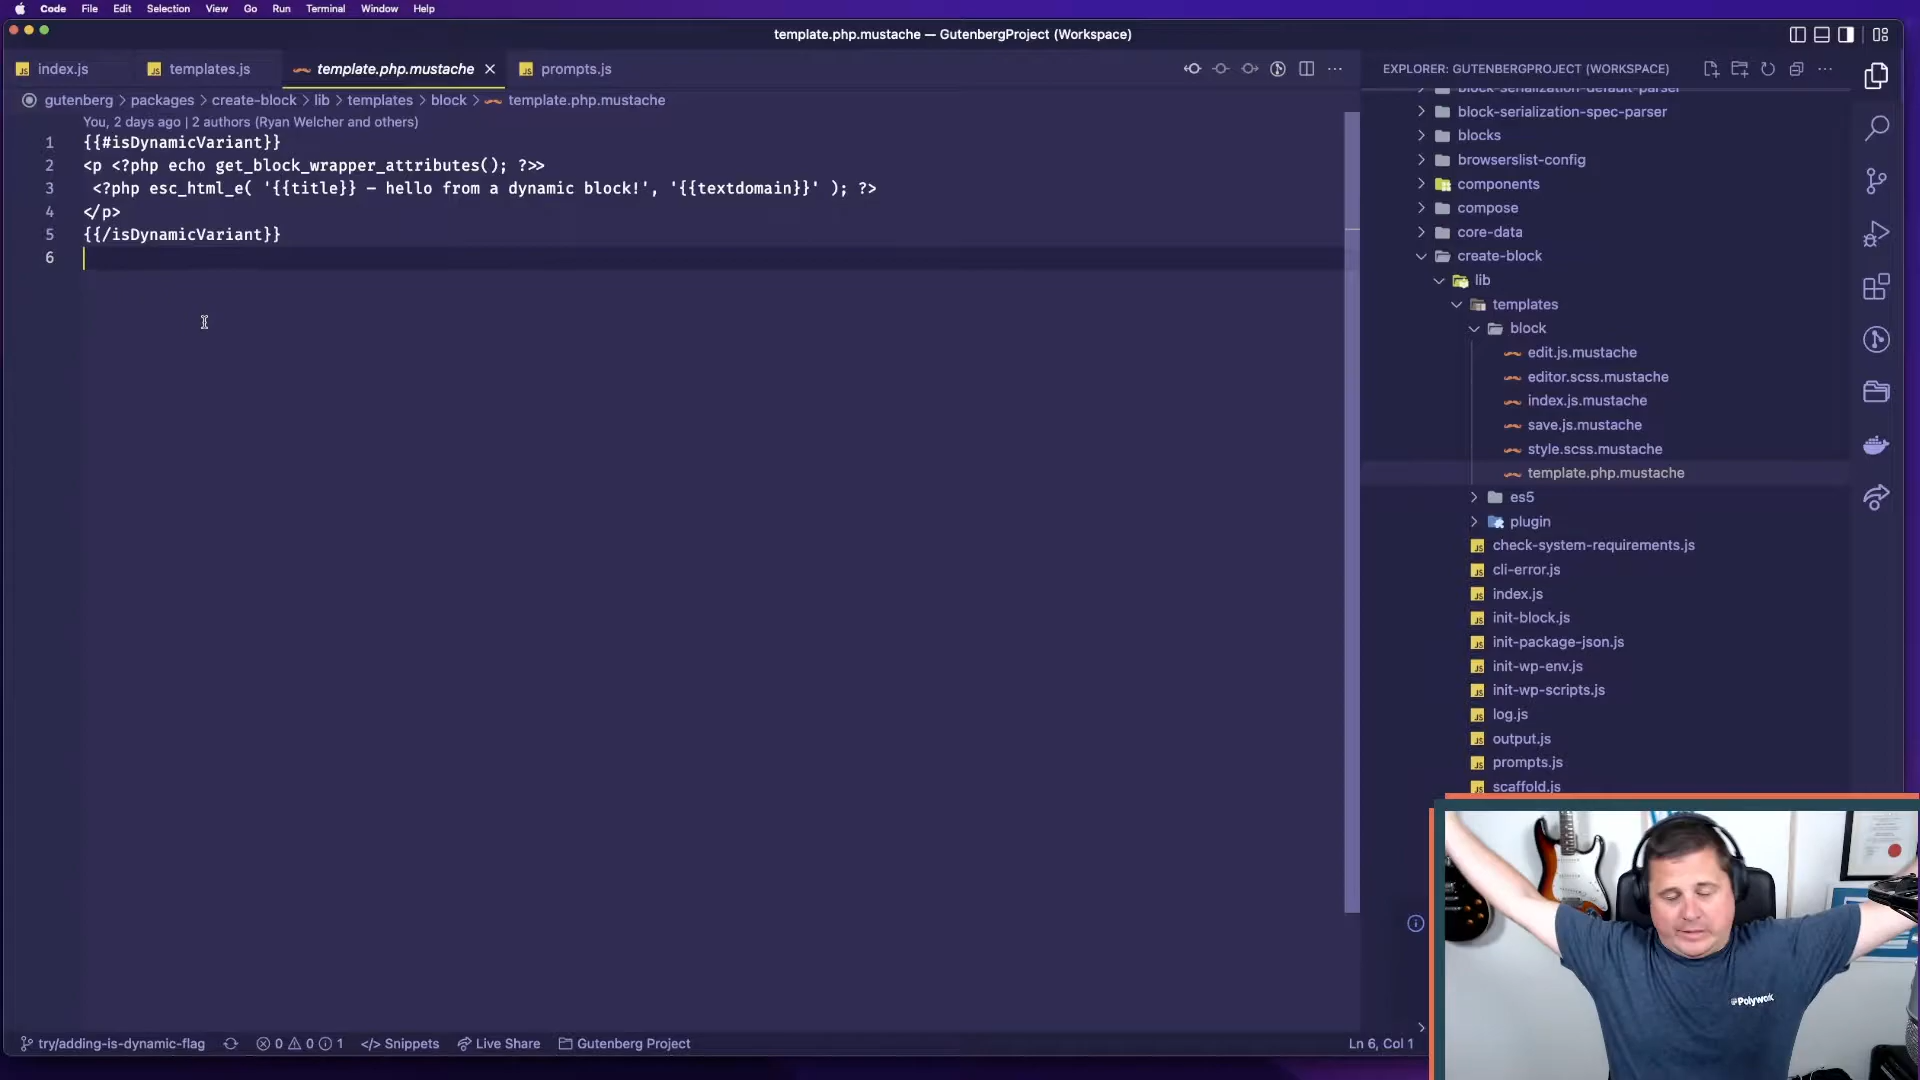 Code File Edit Selection View Go Run Terminal Window Help
template.php.mustache — GutenbergProject (Workspace)
index.js templates.js template.php.mustache prompts.js
gutenberg > packages > create-block > lib > templates > block > template.php.mustache
You, 2 days ago | 2 authors (Ryan Welcher and others)
1 {{#isDynamicVariant}}
2 <p <?php echo get_block_wrapper_attributes(); ?>>
3 <?php esc_html_e( '{{title}} – hello from a dynamic block!', '{{textdomain}}' ); ?>
4 </p>
5 {{/isDynamicVariant}}
6
EXPLORER: GUTENBERGPROJECT (WORKSPACE)
block-serialization-default-parser
block-serialization-spec-parser
blocks
browserslist-config
components
compose
core-data
create-block
lib
templates
block
edit.js.mustache
editor.scss.mustache
index.js.mustache
save.js.mustache
style.scss.mustache
template.php.mustache
es5
plugin
check-system-requirements.js
cli-error.js
index.js
init-block.js
init-package-json.js
init-wp-env.js
init-wp-scripts.js
log.js
output.js
prompts.js
scaffold.js
@Polywork
try/adding-is-dynamic-flag 0 0 1 </> Snippets Live Share Gutenberg Project Ln 6, Col 1